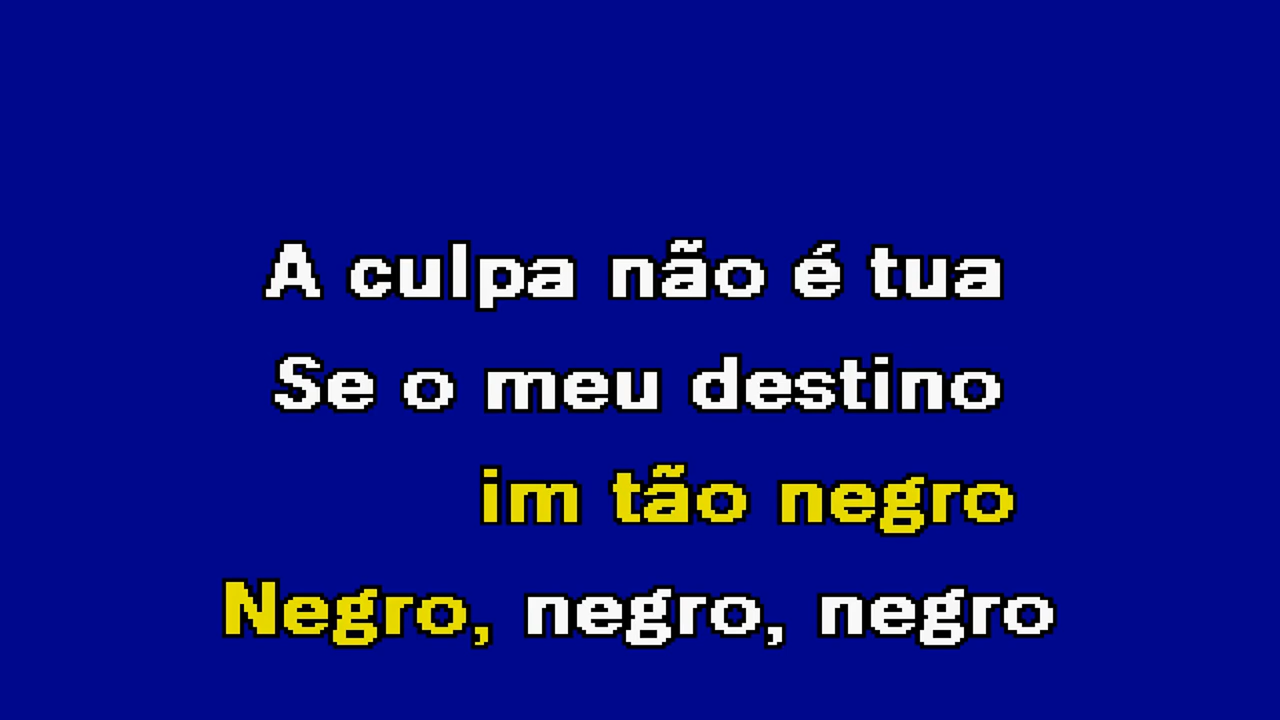 A culpa não é tua
Se o meu destino
im tão negro
Negro, negro, negro